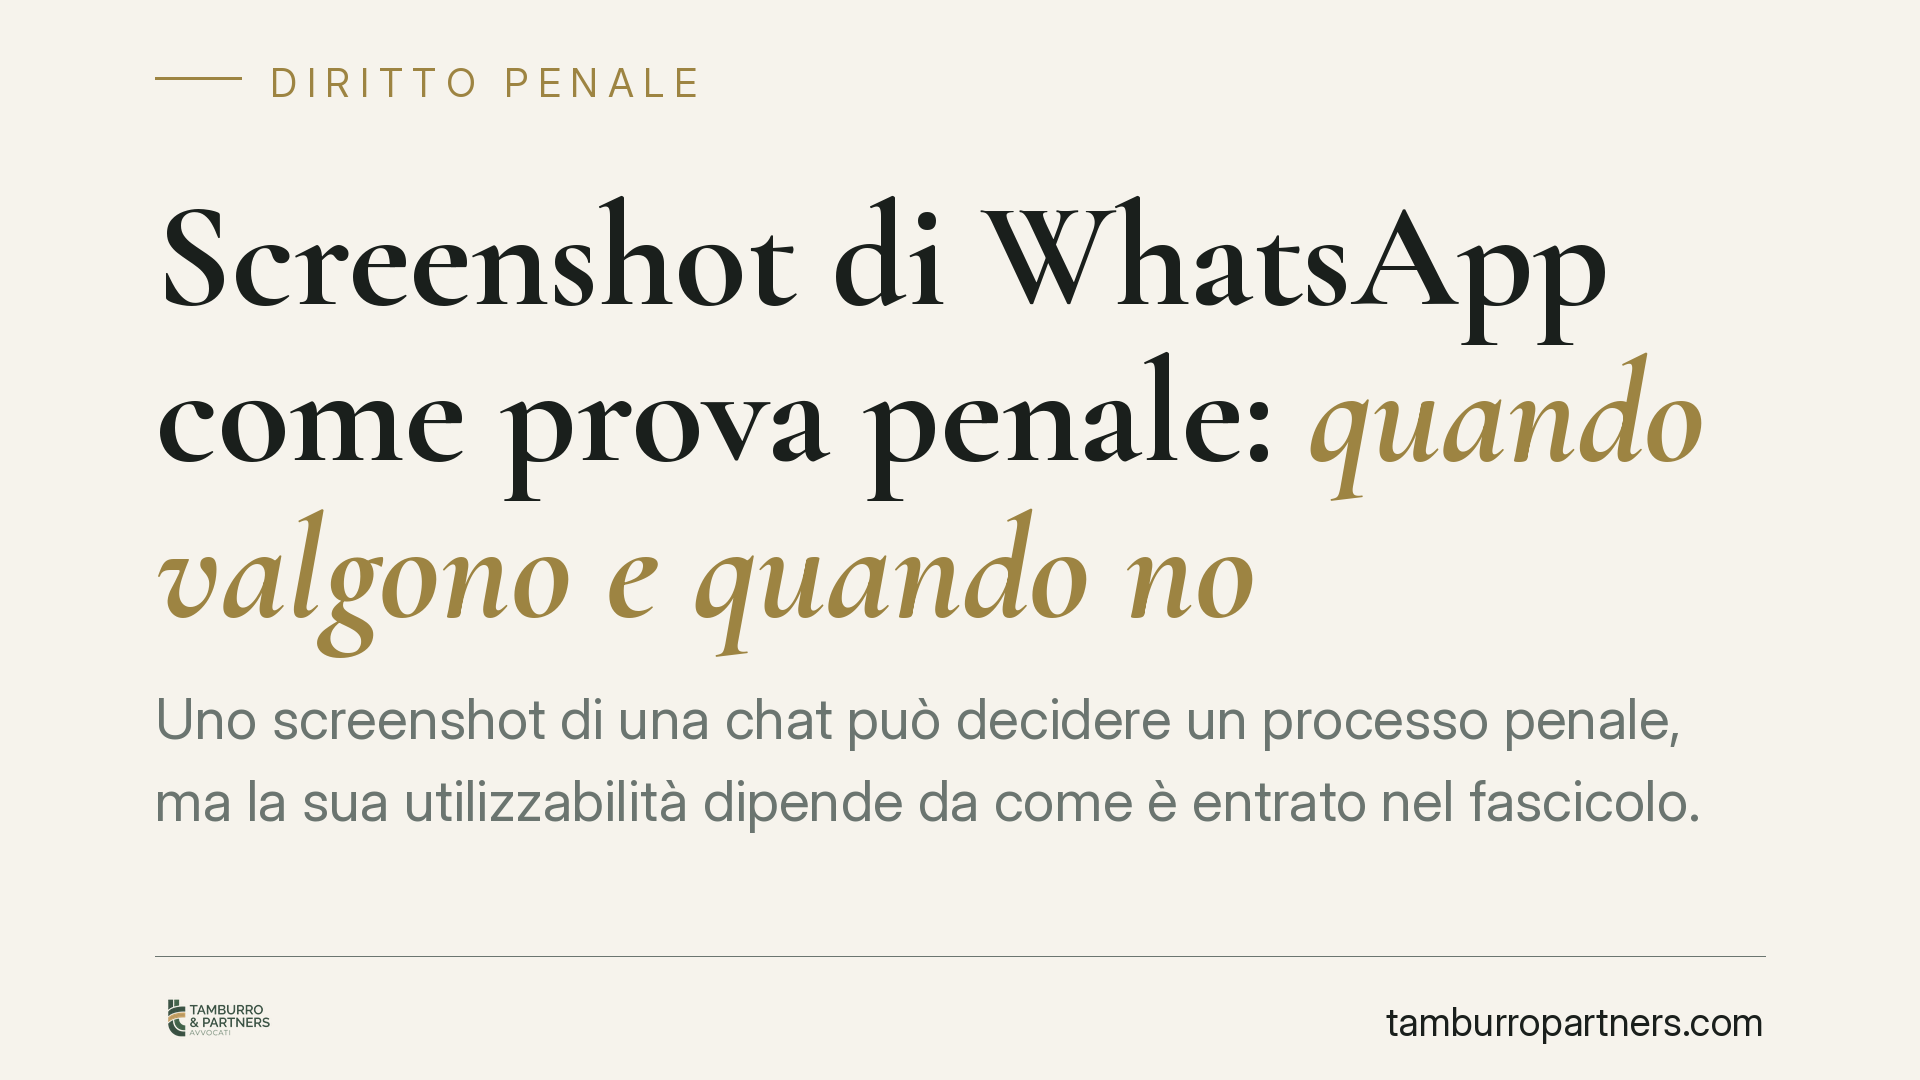 DIRITTO PENALE
Screenshot di WhatsApp
come prova penale: quando
valgono e quando no
Uno screenshot di una chat può decidere un processo penale,
ma la sua utilizzabilità dipende da come è entrato nel fascicolo.
TAMBURRO
& PARTNERS
AVVOCATI
tamburropartners.com